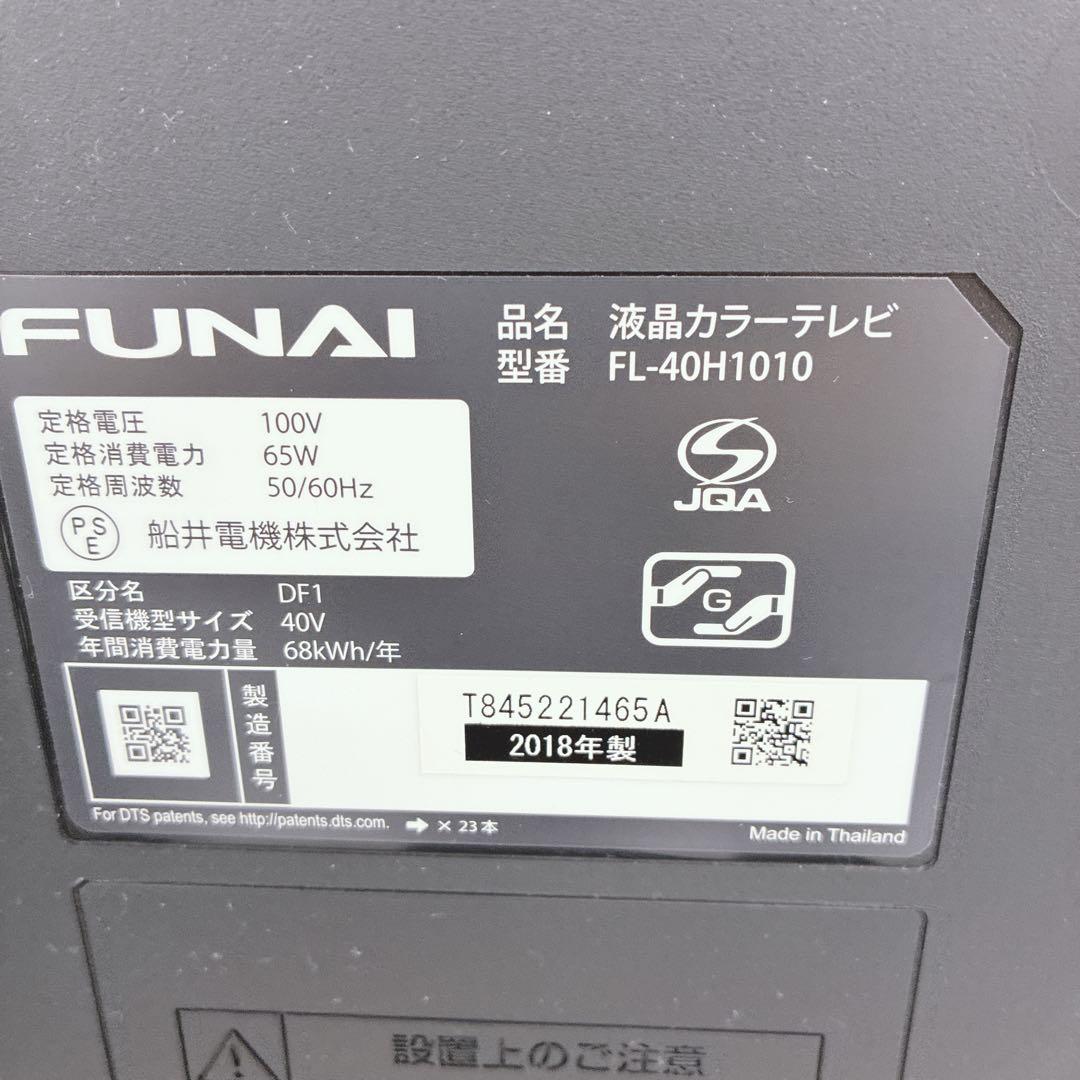 FUNAI
品名 液晶カラーテレビ
型番 FL-40H1010
定格電圧 100V
定格消費電力 65W
定格周波数 50/60Hz
PSE 船井電機株式会社
JQA
G
区分名 DF1
受信機型サイズ 40V
年間消費電力量 68kWh/年
製造番号
T845221465A
2018年製
For DTS patents, see http://patents.dts.com. ➡ × 23本
Made in Thailand
設置上のご注意